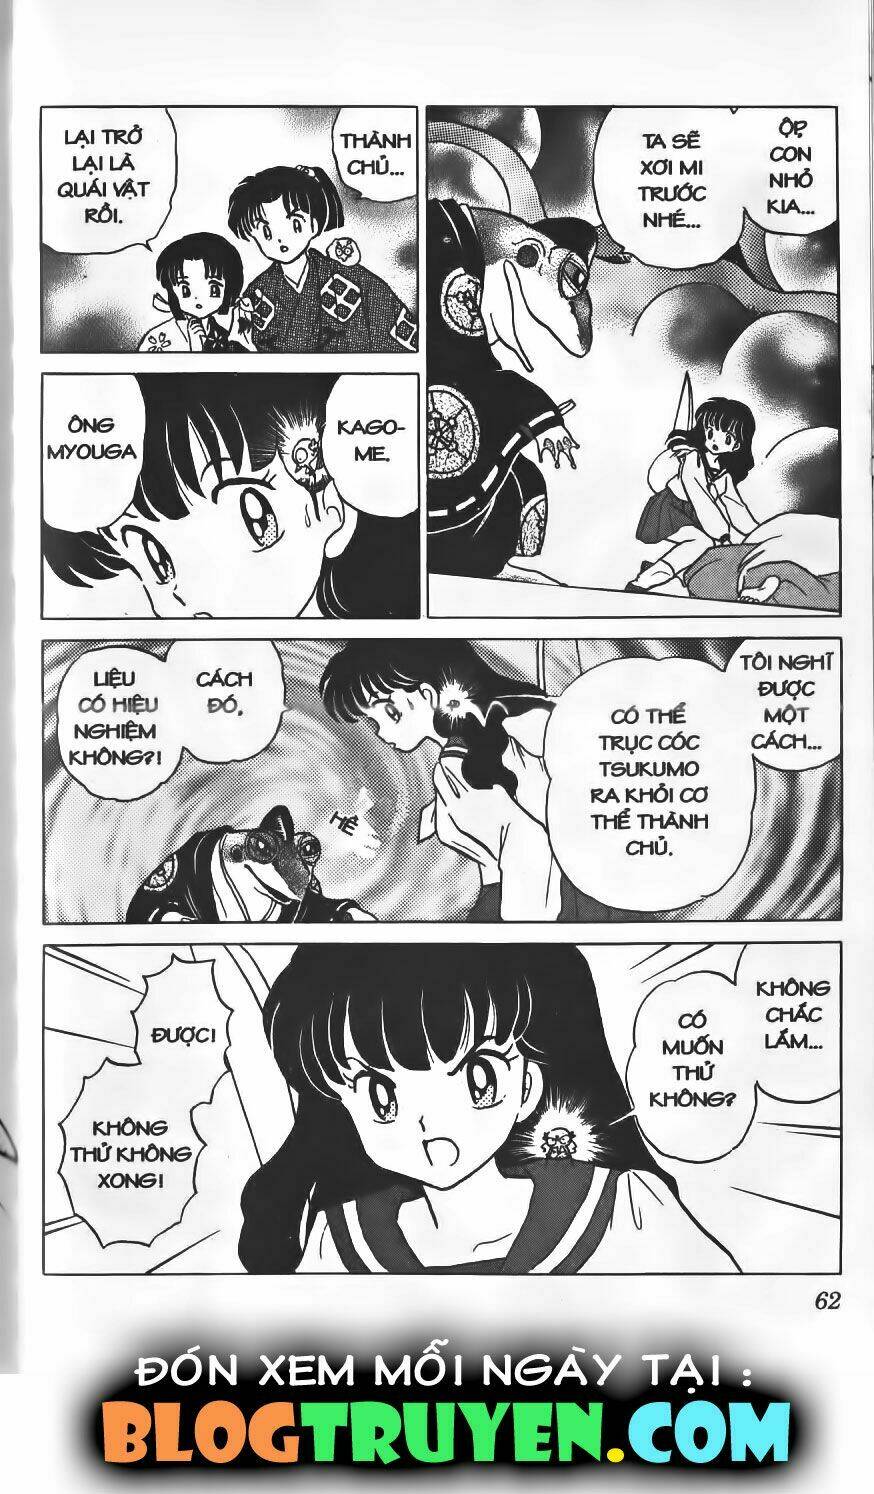 ỘP,
CON
NHỎ
KIA...
TA SẼ
XƠI MI
TRƯỚC
NHÉ...
THÀNH
CHỦ...
LẠI TRỞ
LẠI LÀ
QUÁI VẬT
RỒI.
KAGO-
ME.
ÔNG
MYOUGA
TÔI NGHĨ
ĐƯỢC
MỘT
CÁCH...
CÓ THỂ
TRỤC CÓC
TSUKUMO
RA KHỎI CƠ
THỂ THÀNH
CHỦ.
CÁCH
ĐÓ,
LIỆU
CÓ HIỆU
NGHIỆM
KHÔNG?!
HÊ
KHÔNG
CHẮC
LẮM...
CÓ
MUỐN
THỬ
KHÔNG?
ĐƯỢC!
KHÔNG
THỬ KHÔNG
XONG!
62
ĐÓN XEM MỖI NGÀY TẠI :
BLOGTRUYEN.COM